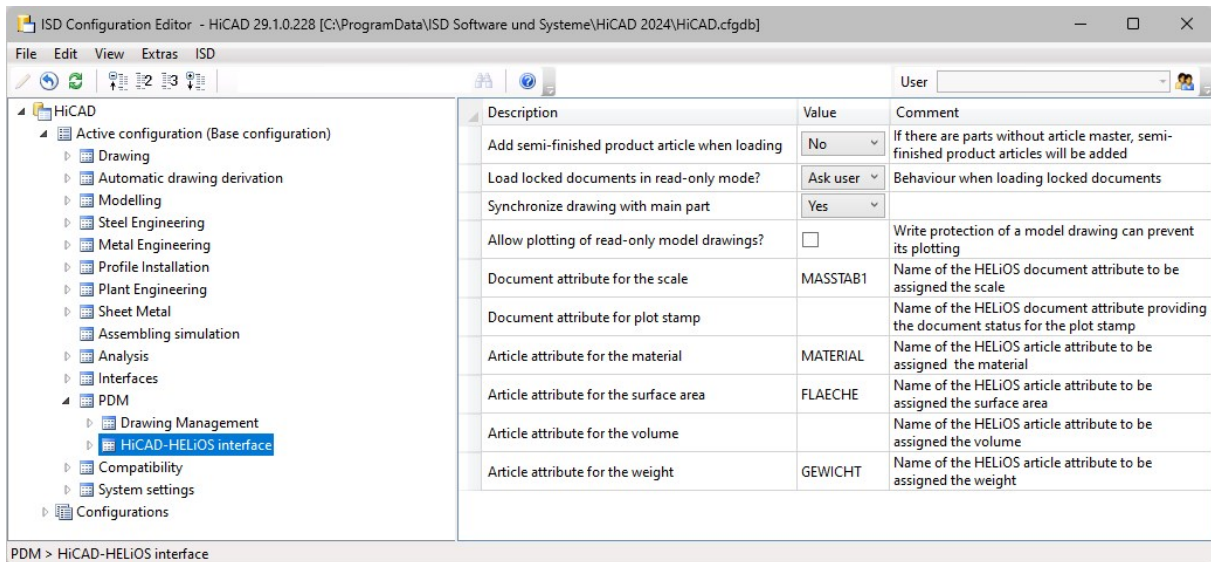 ISD Configuration Editor - HiCAD 29.1.0.228 [C:\ProgramData\ISD Software und Systeme\HiCAD 2024\HiCAD.cfgdb]
File Edit View Extras ISD
2 3 User
HiCAD
Active configuration (Base configuration)
Drawing
Automatic drawing derivation
Modelling
Steel Engineering
Metal Engineering
Profile Installation
Plant Engineering
Sheet Metal
Assembling simulation
Analysis
Interfaces
PDM
Drawing Management
HiCAD-HELiOS interface
Compatibility
System settings
Configurations
Description Value Comment
Add semi-finished product article when loading No If there are parts without article master, semi-
finished product articles will be added
Load locked documents in read-only mode? Ask user Behaviour when loading locked documents
Synchronize drawing with main part Yes
Allow plotting of read-only model drawings? Write protection of a model drawing can prevent
its plotting
Document attribute for the scale MASSTAB1 Name of the HELiOS document attribute to be
assigned the scale
Document attribute for plot stamp Name of the HELiOS document attribute providing
the document status for the plot stamp
Article attribute for the material MATERIAL Name of the HELiOS article attribute to be
assigned the material
Article attribute for the surface area FLAECHE Name of the HELiOS article attribute to be
assigned the surface area
Article attribute for the volume Name of the HELiOS article attribute to be
assigned the volume
Article attribute for the weight GEWICHT Name of the HELiOS article attribute to be
assigned the weight
PDM > HiCAD-HELiOS interface